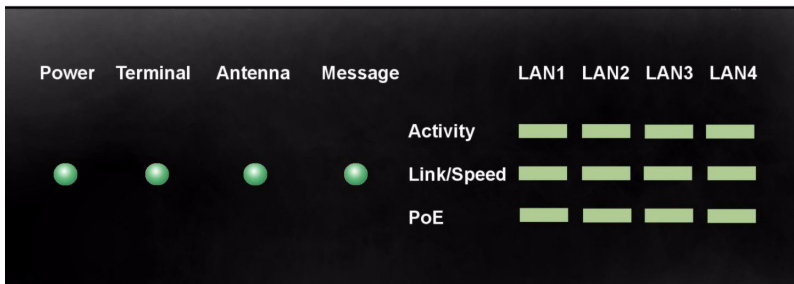 Power Terminal Antenna Message LAN1 LAN2 LAN3 LAN4
Activity
Link/Speed
PoE